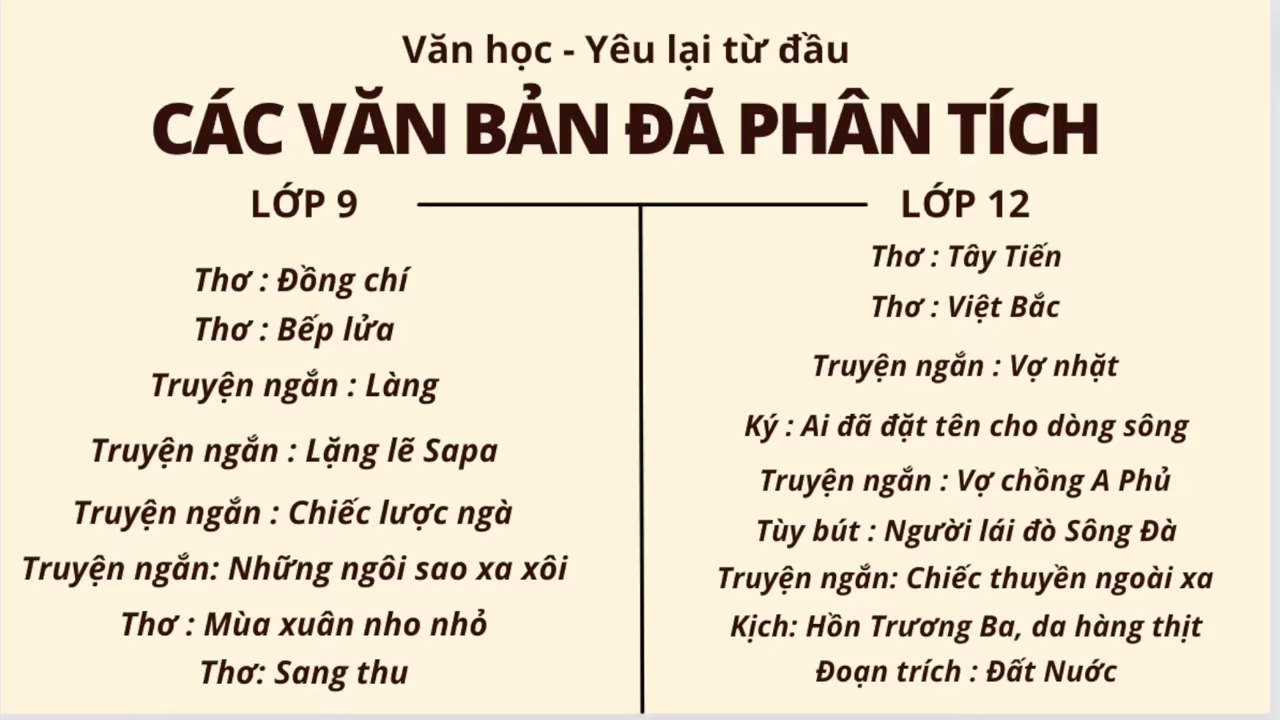 Văn học - Yêu lại từ đầu
CÁC VĂN BẢN ĐÃ PHÂN TÍCH
LỚP 9
Thơ : Đồng chí
Thơ : Bếp lửa
Truyện ngắn : Làng
Truyện ngắn : Lặng lẽ Sapa
Truyện ngắn : Chiếc lược ngà
Truyện ngắn: Những ngôi sao xa xôi
Thơ : Mùa xuân nho nhỏ
Thơ: Sang thu
LỚP 12
Thơ : Tây Tiến
Thơ : Việt Bắc
Truyện ngắn : Vợ nhặt
Ký : Ai đã đặt tên cho dòng sông
Truyện ngắn : Vợ chồng A Phủ
Tùy bút : Người lái đò Sông Đà
Truyện ngắn: Chiếc thuyền ngoài xa
Kịch: Hồn Trương Ba, da hàng thịt
Đoạn trích : Đất Nuớc